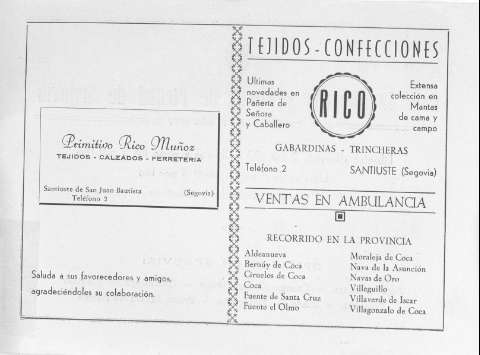 Primitivo Rico Muñoz
TEJIDOS - CALZADOS - FERRETERIA
Santiuste de San Juan Bautista
(Segovia)
Teléfono 2
Saluda a sus favorecedores y amigos,
agradeciéndoles su colaboración.
TEJIDOS - CONFECCIONES
Ultimas
novedades en
Pañería de
Señora
y Caballero
RICO
Extensa
colección en
Mantas
de cama y
campo
GABARDINAS - TRINCHERAS
Teléfono 2
SANTIUSTE (Segovia)
VENTAS EN AMBULANCIA
RECORRIDO EN LA PROVINCIA
Aldeanueva
Bernúy de Coca
Ciruelos de Coca
Coca
Fuente de Santa Cruz
Fuente el Olmo
Moraleja de Coca
Nava de la Asunción
Navas de Oro
Villeguillo
Villaverde de Iscar
Villagonzalo de Coca